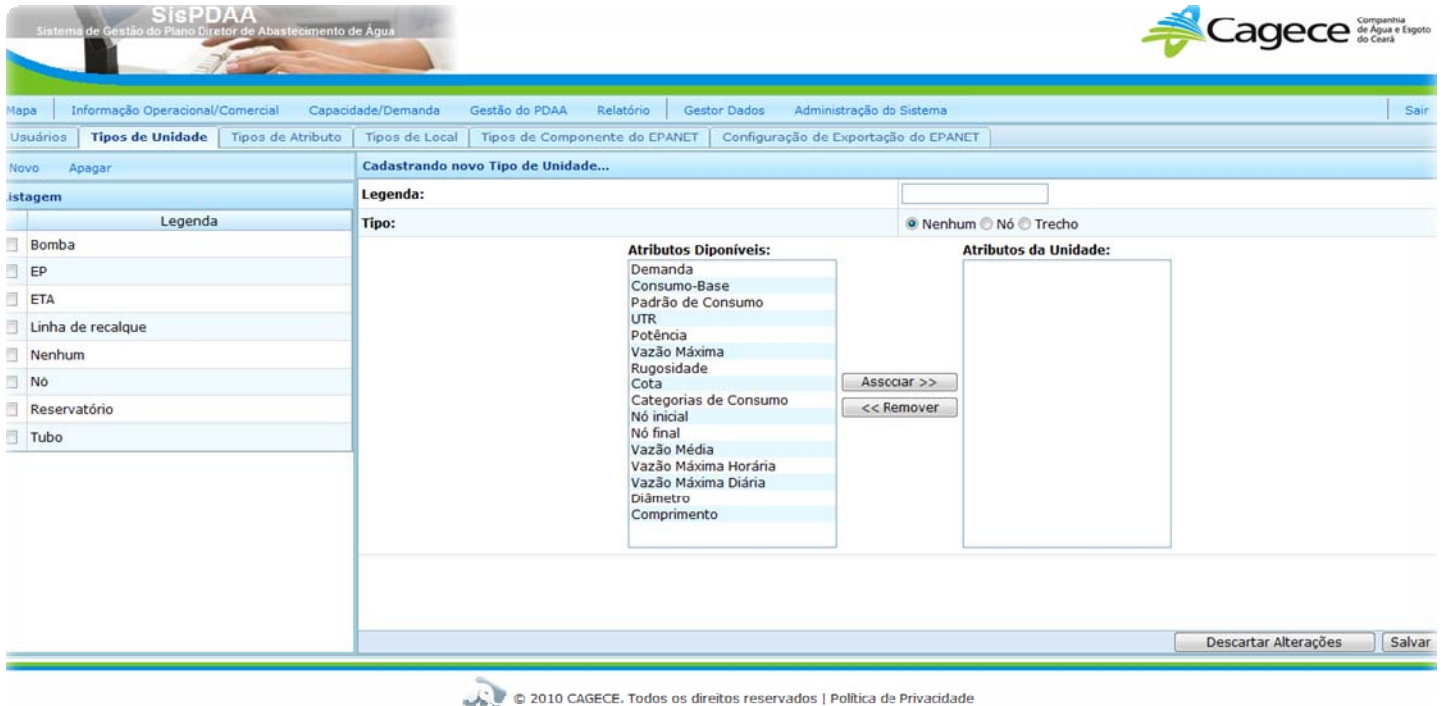 SisPDAA
Sistema de Gestão do Plano Diretor de Abastecimento de Água
Cagece Companhia de Água e Esgoto do Ceará
Mapa Informação Operacional/Comercial Capacidade/Demanda Gestão do PDAA Relatório Gestor Dados Administração do Sistema Sair
Usuários Tipos de Unidade Tipos de Atributo Tipos de Local Tipos de Componente do EPANET Configuração de Exportação do EPANET
Novo Apagar
Listagem
Legenda
Bomba
EP
ETA
Linha de recalque
Nenhum
Nó
Reservatório
Tubo
Cadastrando novo Tipo de Unidade...
Legenda:
Tipo: Nenhum Nó Trecho
Atributos Diponíveis:
Demanda
Consumo-Base
Padrão de Consumo
UTR
Potência
Vazão Máxima
Rugosidade
Cota
Categorias de Consumo
Nó inicial
Nó final
Vazão Média
Vazão Máxima Horária
Vazão Máxima Diária
Diâmetro
Comprimento
Associar >>
<< Remover
Atributos da Unidade:
Descartar Alterações Salvar
© 2010 CAGECE. Todos os direitos reservados | Política de Privacidade